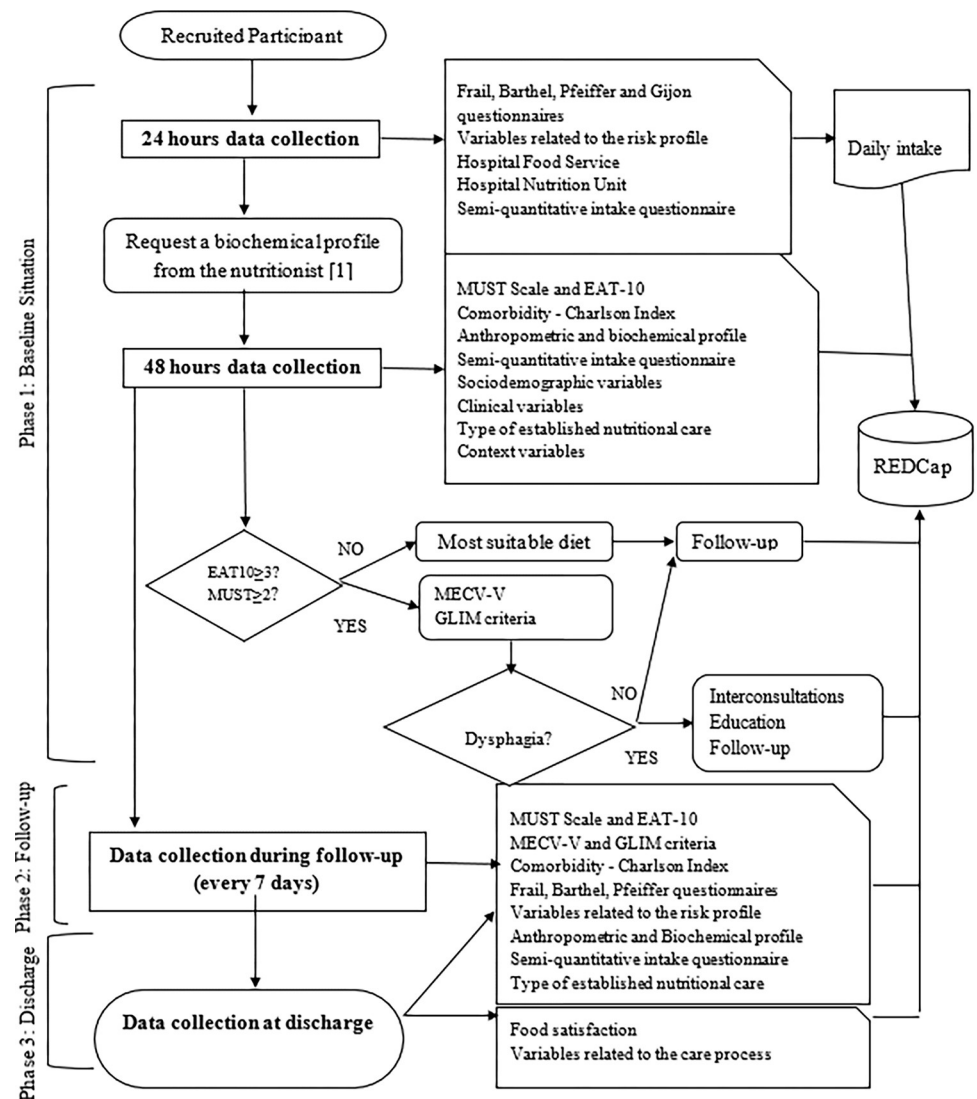 Recruited Participant
Phase 1: Baseline Situation
24 hours data collection
Frail, Barthel, Pfeiffer and Gijon
questionnaires
Variables related to the risk profile
Hospital Food Service
Hospital Nutrition Unit
Semi-quantitative intake questionnaire
Daily intake
Request a biochemical profile
from the nutritionist [1]
48 hours data collection
MUST Scale and EAT-10
Comorbidity - Charlson Index
Anthropometric and biochemical profile
Semi-quantitative intake questionnaire
Sociodemographic variables
Clinical variables
Type of established nutritional care
Context variables
REDCap
EAT10≥3?
MUST≥2?
NO
Most suitable diet
Follow-up
YES
MECV-V
GLIM criteria
Dysphagia?
NO
YES
Interconsultations
Education
Follow-up
Phase 2: Follow-up
Data collection during follow-up
(every 7 days)
MUST Scale and EAT-10
MECV-V and GLIM criteria
Comorbidity - Charlson Index
Frail, Barthel, Pfeiffer questionnaires
Variables related to the risk profile
Anthropometric and Biochemical profile
Semi-quantitative intake questionnaire
Type of established nutritional care
Phase 3: Discharge
Data collection at discharge
Food satisfaction
Variables related to the care process